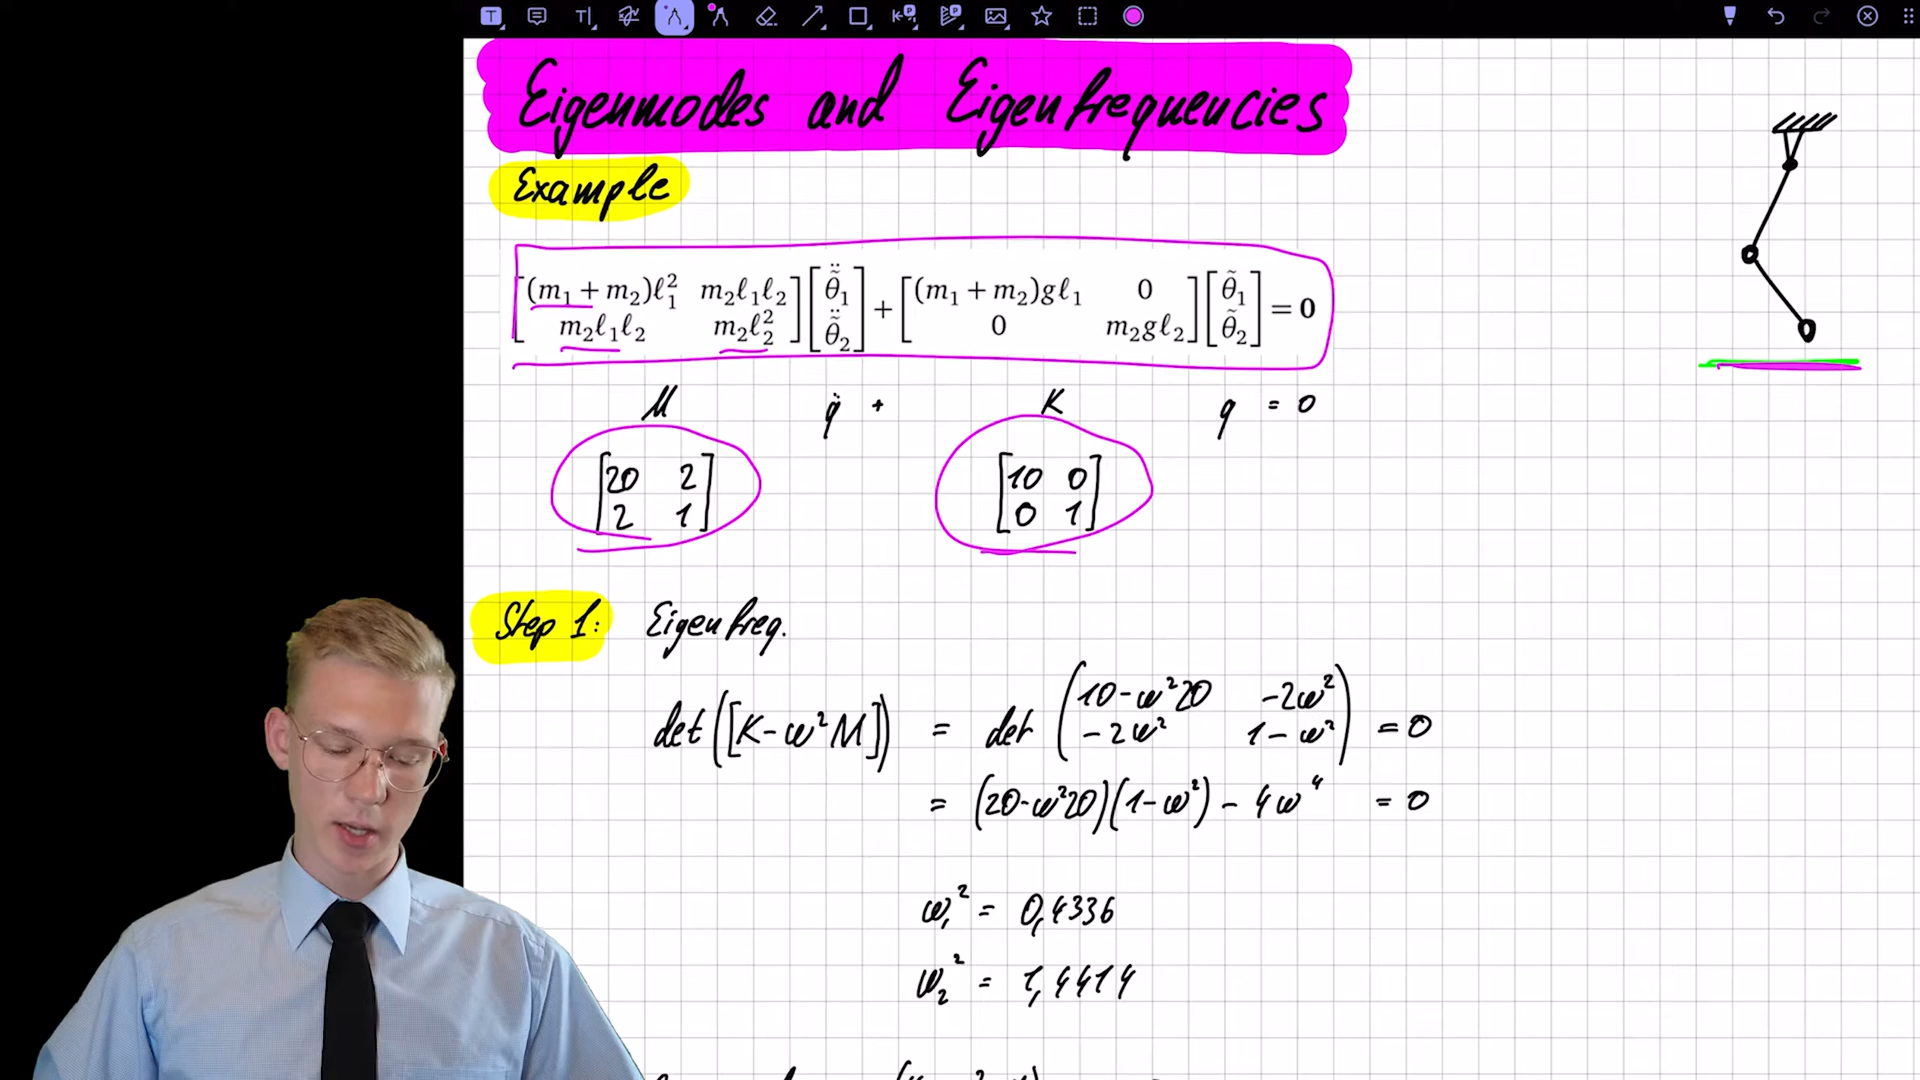 Eigenmodes and Eigenfrequencies
Example
[(m₁ + m₂)ℓ₁² m₂ℓ₁ℓ₂] [θ̃̈₁] + [(m₁ + m₂)gℓ₁ 0] [θ̃₁] = 0
[m₂ℓ₁ℓ₂ m₂ℓ₂²] [θ̃̈₂] [0 m₂gℓ₂] [θ̃₂]
M q̈ + K q = 0
[20 2] [10 0]
[2 1] [0 1]
Step 1: Eigenfreq.
det([K-ω²M]) = det (10-ω²20 -2ω²) = 0
(-2ω² 1-ω²)
= (20-ω²20)(1-ω²) - 4ω⁴ = 0
ω₁² = 0,4336
ω₂² = 1,4414